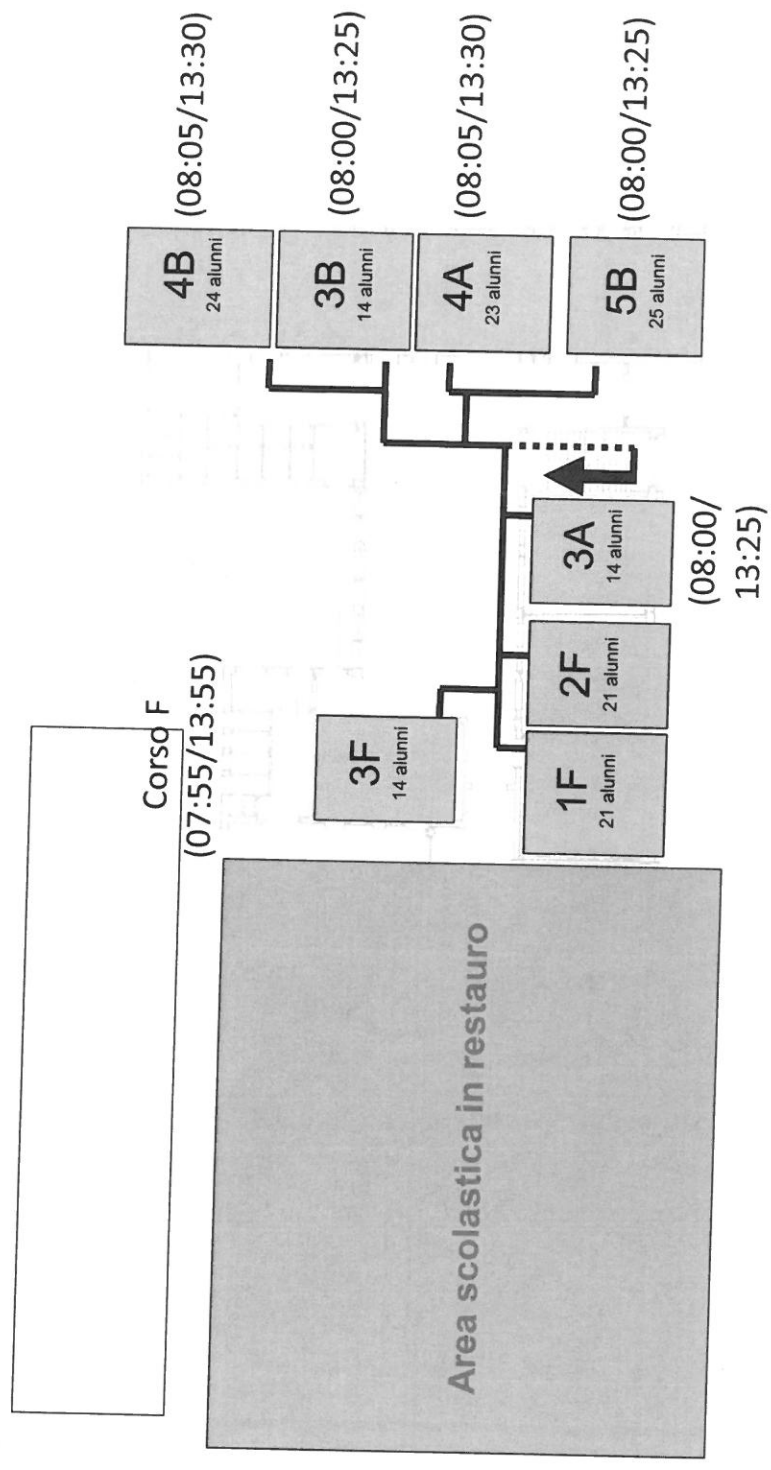 Corso F
(07:55/13:55)
4B
24 alunni
(08:05/13:30)
3B
14 alunni
(08:00/13:25)
3F
14 alunni
4A
23 alunni
(08:05/13:30)
Area scolastica in restauro
1F
21 alunni
2F
21 alunni
3A
14 alunni
(08:00/
13:25)
5B
25 alunni
(08:00/13:25)